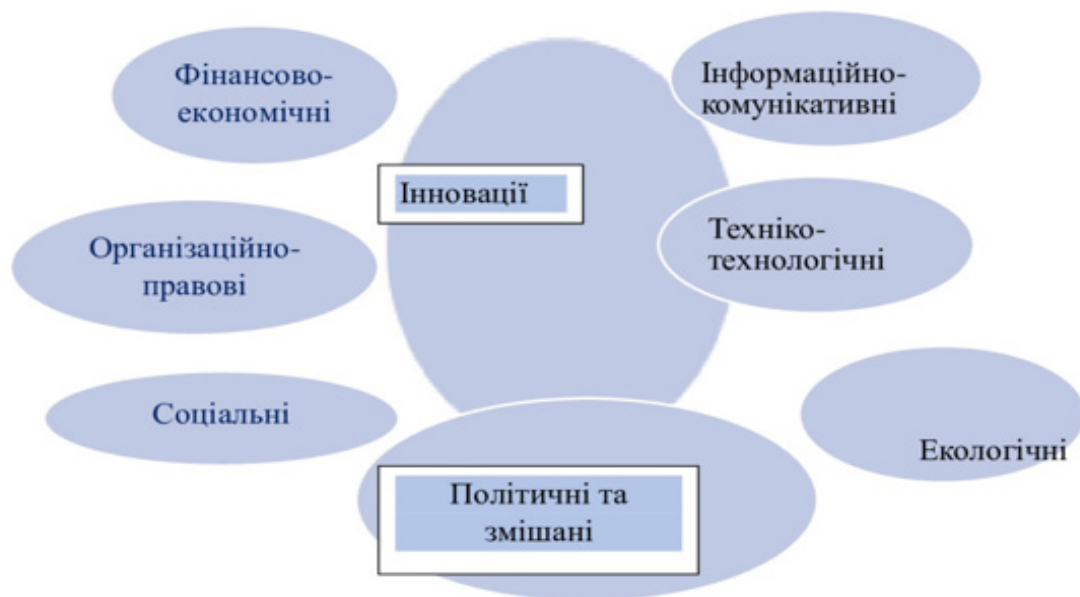 Фінансово-
економічні
Інформаційно-
комунікативні
Інновації
Організаційно-
правові
Техніко-
технологічні
Соціальні
Екологічні
Політичні та
змішані